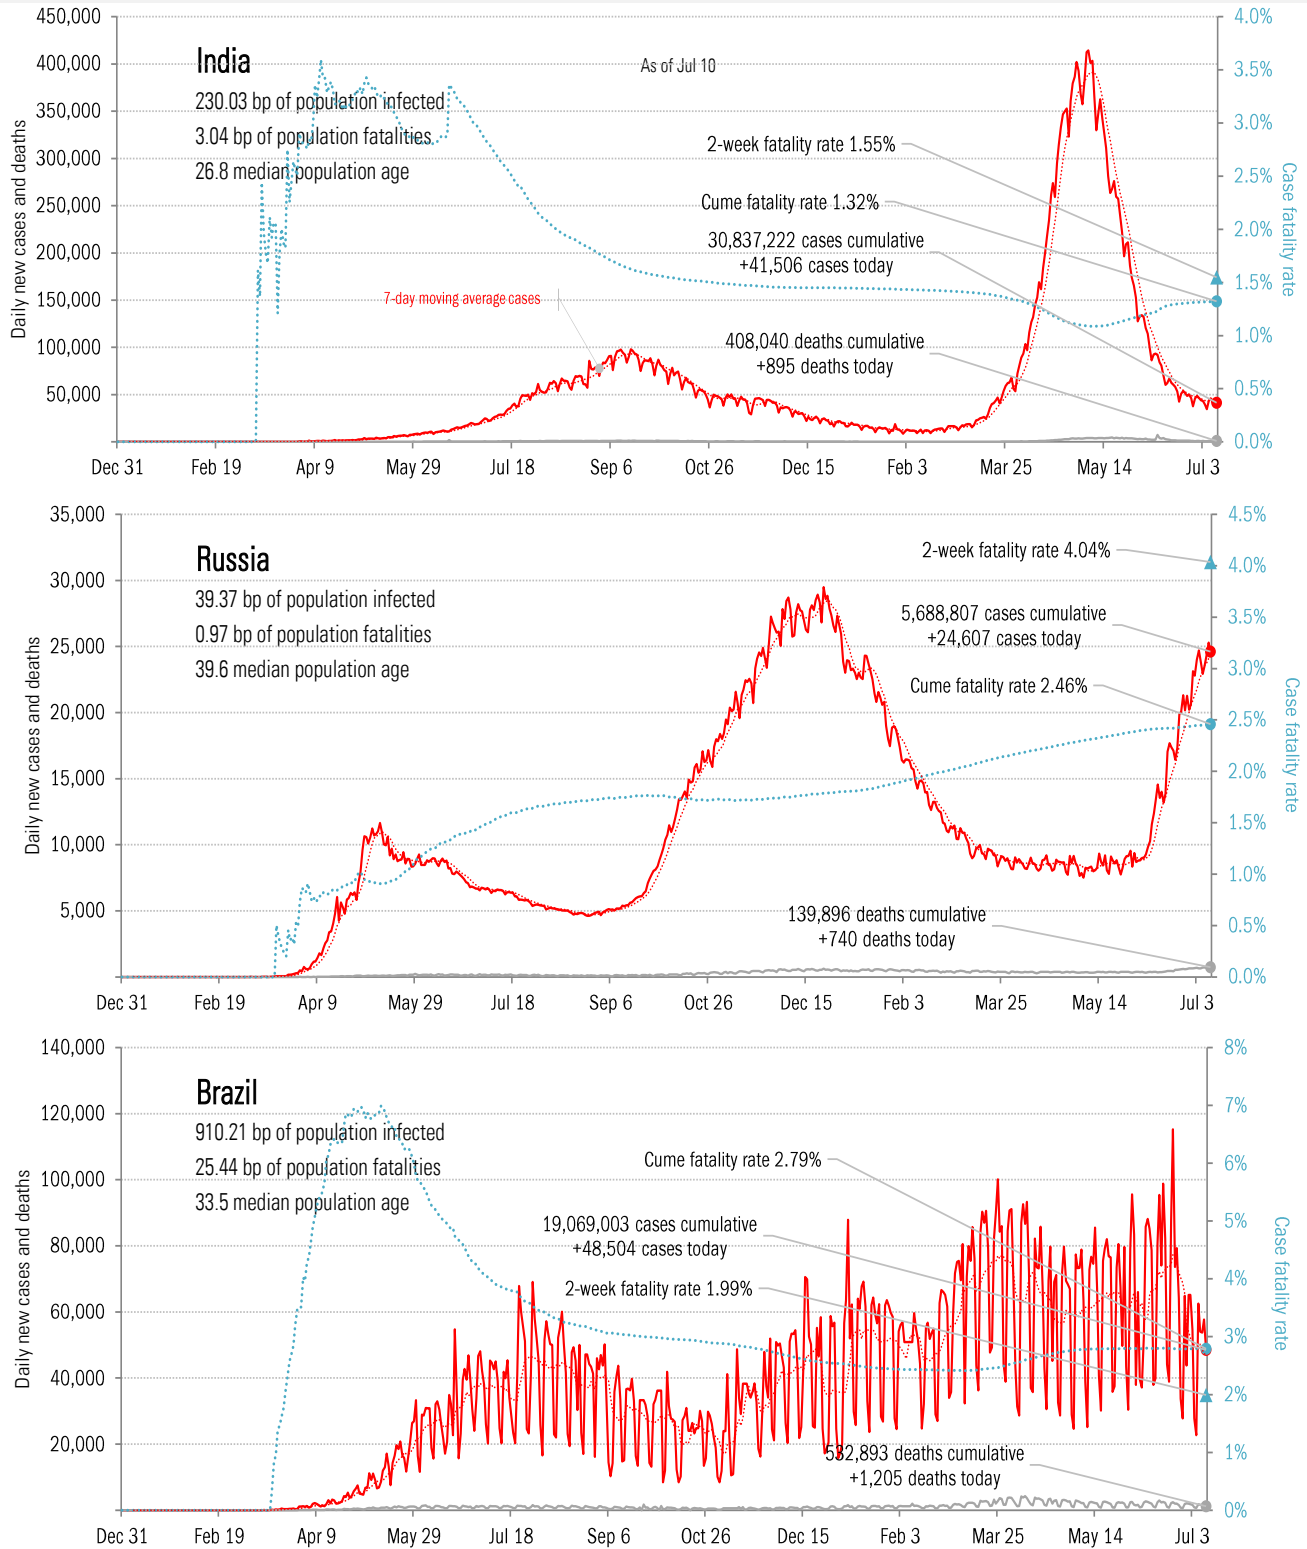 450,000
400,000
350,000
300,000
250,000
200,000
150,000
100,000
50,000
Daily new cases and deaths
India
230.03 bp of population infected
3.04 bp of population fatalities
26.8 median population age
As of Jul 10
2-week fatality rate 1.55%
Cume fatality rate 1.32%
30,837,222 cases cumulative
+41,506 cases today
7-day moving average cases
408,040 deaths cumulative
+895 deaths today
4.0%
3.5%
3.0%
2.5%
2.0%
1.5%
1.0%
0.5%
0.0%
Case fatality rate
Dec 31 Feb 19 Apr 9 May 29 Jul 18 Sep 6 Oct 26 Dec 15 Feb 3 Mar 25 May 14 Jul 3
35,000
30,000
25,000
20,000
15,000
10,000
5,000
Daily new cases and deaths
Russia
39.37 bp of population infected
0.97 bp of population fatalities
39.6 median population age
2-week fatality rate 4.04%
5,688,807 cases cumulative
+24,607 cases today
Cume fatality rate 2.46%
139,896 deaths cumulative
+740 deaths today
4.5%
4.0%
3.5%
3.0%
2.5%
2.0%
1.5%
1.0%
0.5%
0.0%
Case fatality rate
Dec 31 Feb 19 Apr 9 May 29 Jul 18 Sep 6 Oct 26 Dec 15 Feb 3 Mar 25 May 14 Jul 3
140,000
120,000
100,000
80,000
60,000
40,000
20,000
Daily new cases and deaths
Brazil
910.21 bp of population infected
25.44 bp of population fatalities
33.5 median population age
Cume fatality rate 2.79%
19,069,003 cases cumulative
+48,504 cases today
2-week fatality rate 1.99%
532,893 deaths cumulative
+1,205 deaths today
8%
7%
6%
5%
4%
3%
2%
1%
0%
Case fatality rate
Dec 31 Feb 19 Apr 9 May 29 Jul 18 Sep 6 Oct 26 Dec 15 Feb 3 Mar 25 May 14 Jul 3